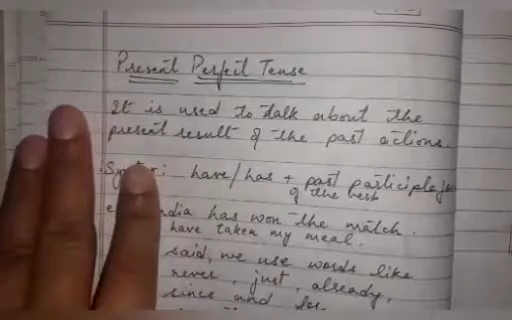 Present Perfect Tense
It is used to talk about the
present result of the past actions.
have/has + past participle
of the verb
India has won the match.
have taken my meal.
said, we use words like
never, just, already,
since and for